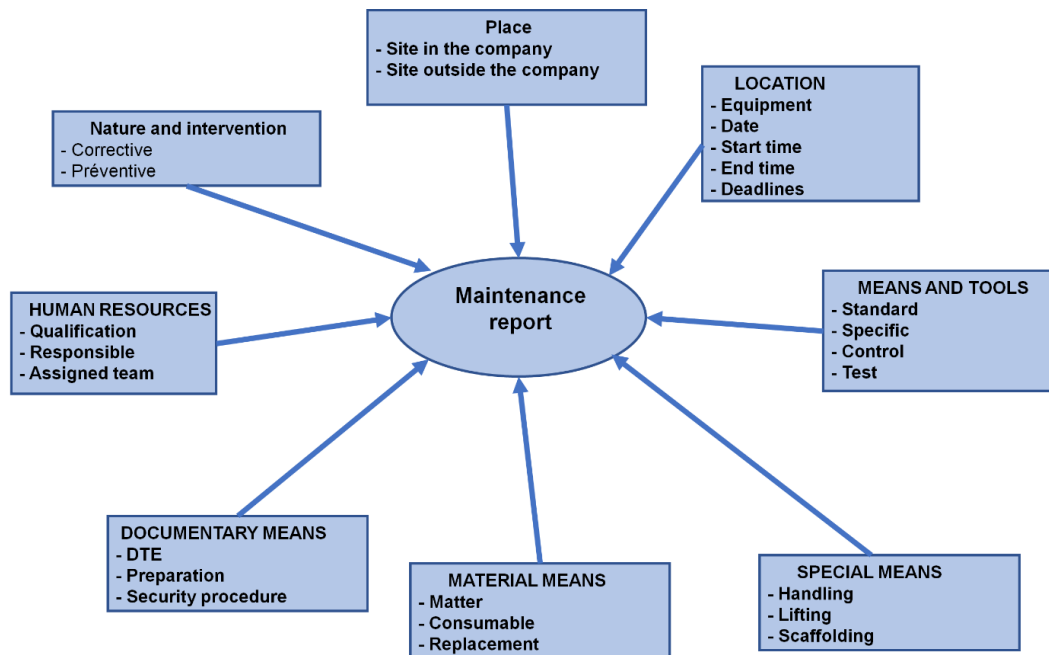 Place
- Site in the company
- Site outside the company
LOCATION
- Equipment
- Date
- Start time
- End time
- Deadlines
Nature and intervention
- Corrective
- Préventive
Maintenance
report
HUMAN RESOURCES
- Qualification
- Responsible
- Assigned team
MEANS AND TOOLS
- Standard
- Specific
- Control
- Test
DOCUMENTARY MEANS
- DTE
- Preparation
- Security procedure
MATERIAL MEANS
- Matter
- Consumable
- Replacement
SPECIAL MEANS
- Handling
- Lifting
- Scaffolding